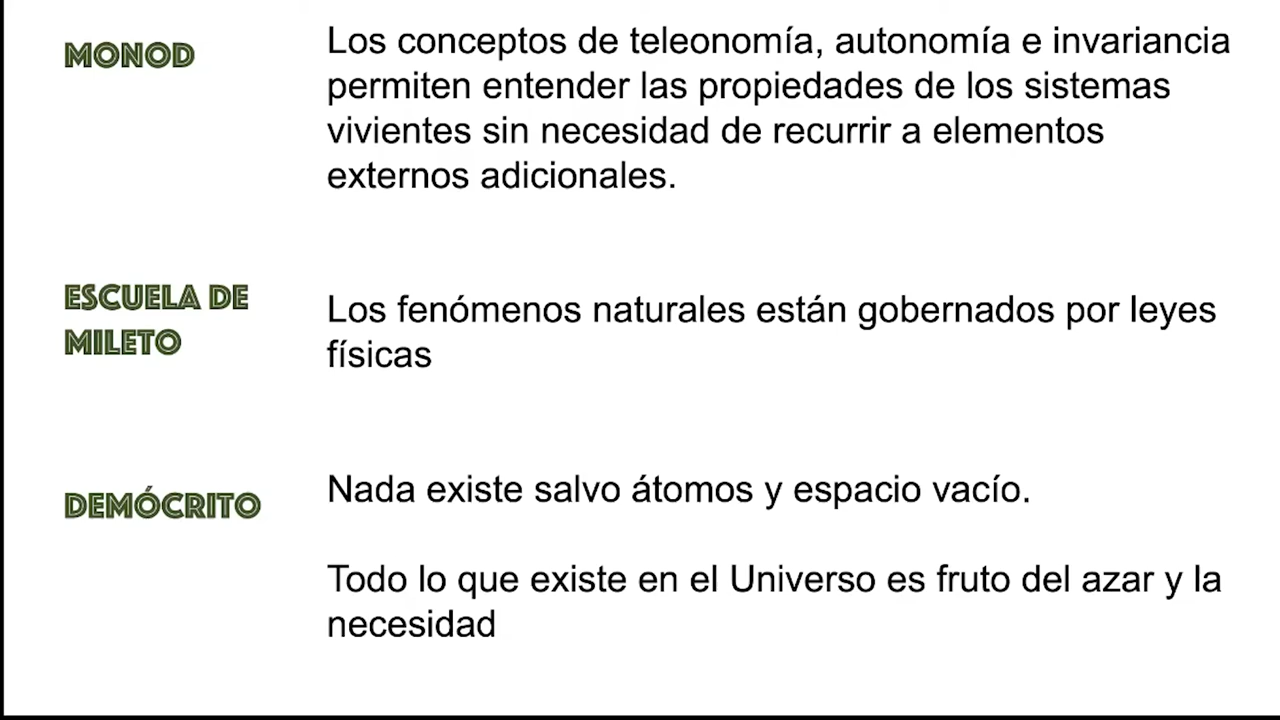 MONOD
Los conceptos de teleonomía, autonomía e invariancia
permiten entender las propiedades de los sistemas
vivientes sin necesidad de recurrir a elementos
externos adicionales.
ESCUELA DE
MILETO
Los fenómenos naturales están gobernados por leyes
físicas
DEMÓCRITO
Nada existe salvo átomos y espacio vacío.
Todo lo que existe en el Universo es fruto del azar y la
necesidad